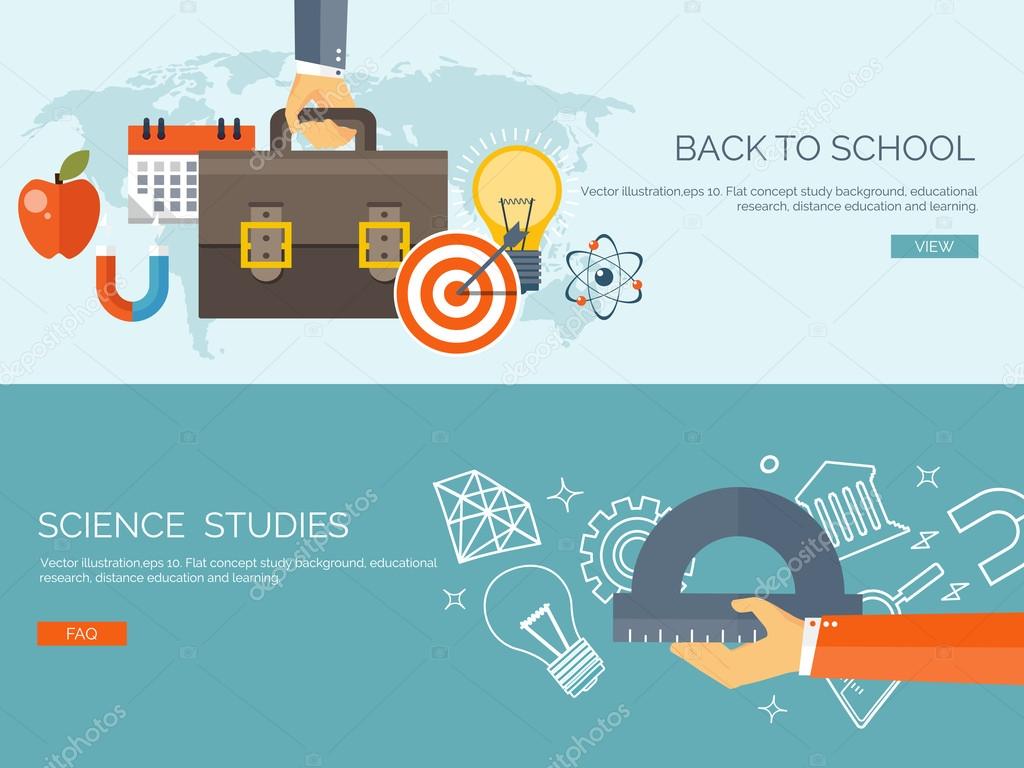 BACK TO SCHOOL
Vector illustration,eps 10. Flat concept study background, educational
research, distance education and learning.
VIEW
SCIENCE STUDIES
Vector illustration,eps 10. Flat concept study background, educational
research, distance education and learning.
FAQ
depositphotos